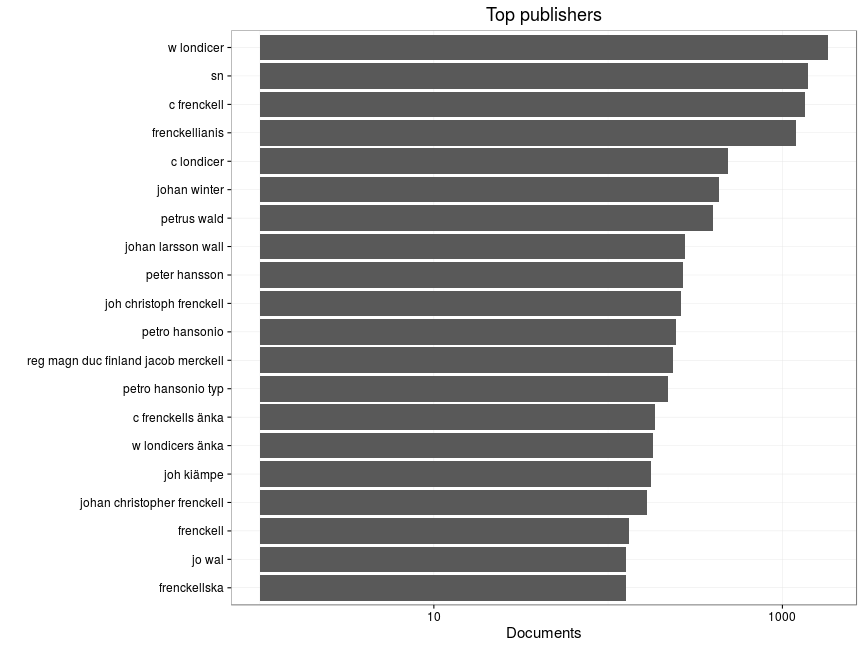 Top publishers
w londicer
sn
c frenckell
frenckellianis
c londicer
johan winter
petrus wald
johan larsson wall
peter hansson
joh christoph frenckell
petro hansonio
reg magn duc finland jacob merckell
petro hansonio typ
c frenckells änka
w londicers änka
joh kiämpe
johan christopher frenckell
frenckell
jo wal
frenckellska
10
1000
Documents